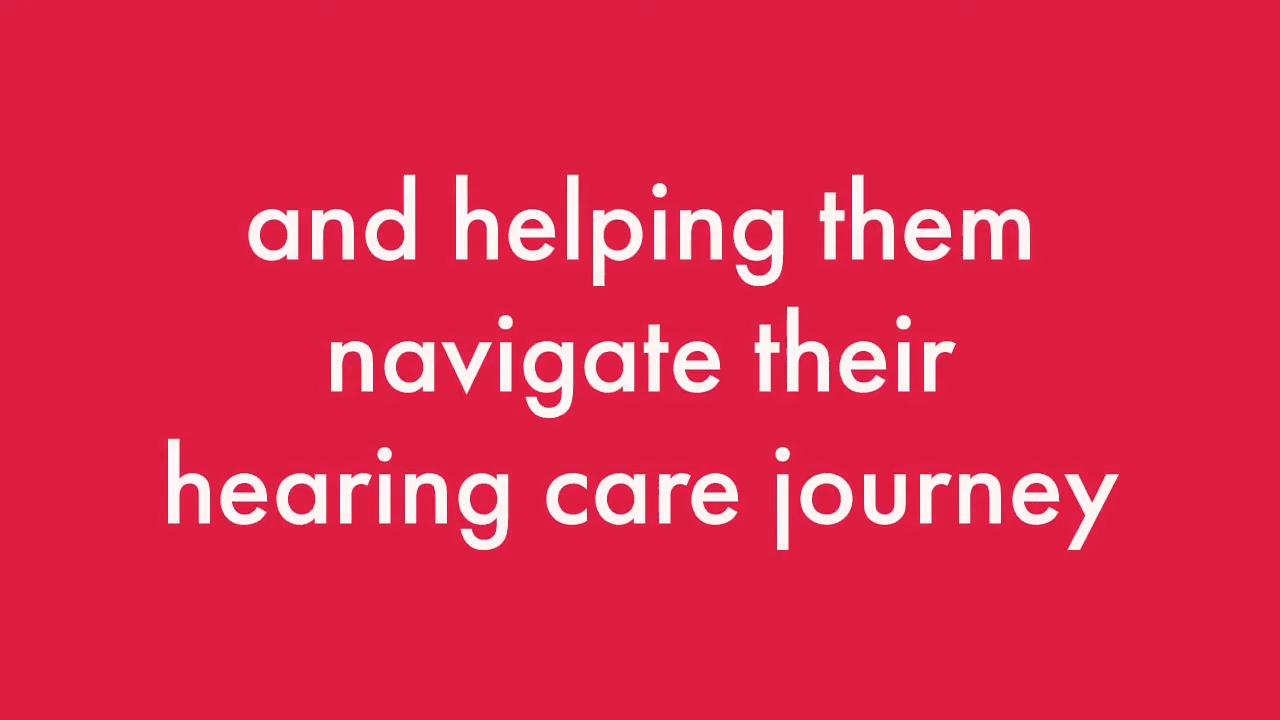 and helping them
navigate their
hearing care journey